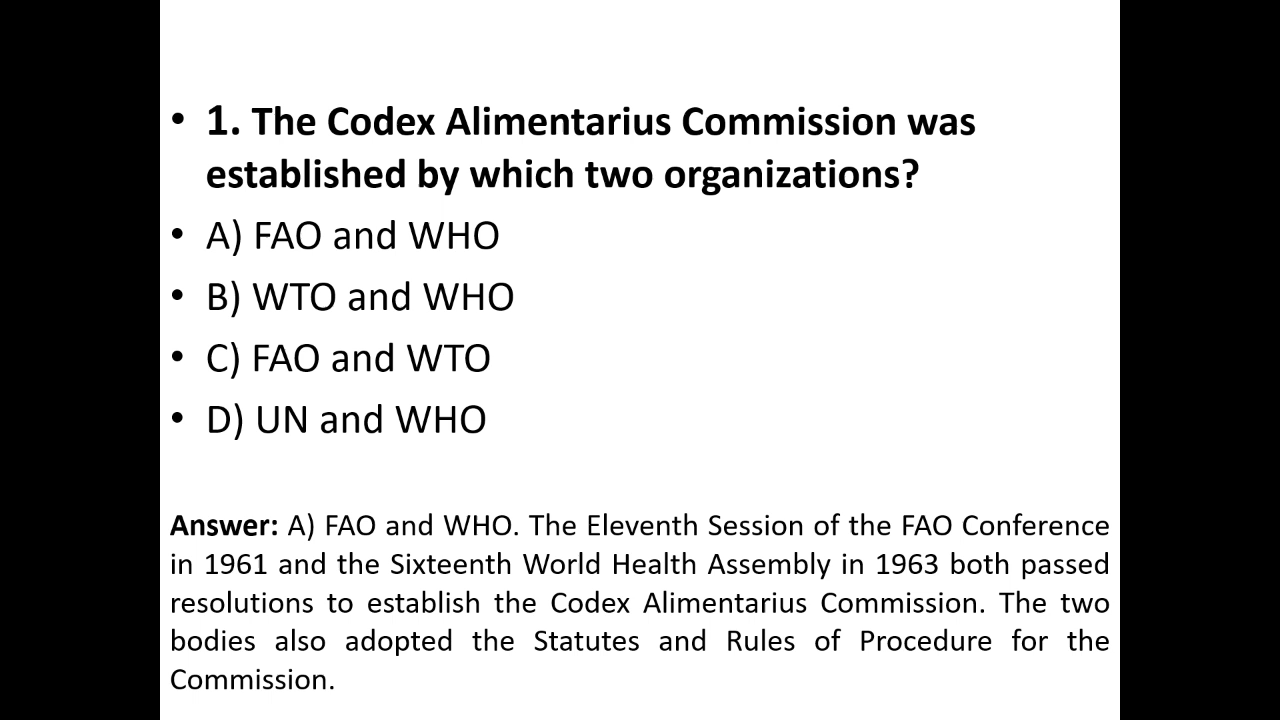 • 1. The Codex Alimentarius Commission was
established by which two organizations?
• A) FAO and WHO
• B) WTO and WHO
• C) FAO and WTO
• D) UN and WHO
Answer: A) FAO and WHO. The Eleventh Session of the FAO Conference
in 1961 and the Sixteenth World Health Assembly in 1963 both passed
resolutions to establish the Codex Alimentarius Commission. The two
bodies also adopted the Statutes and Rules of Procedure for the
Commission.